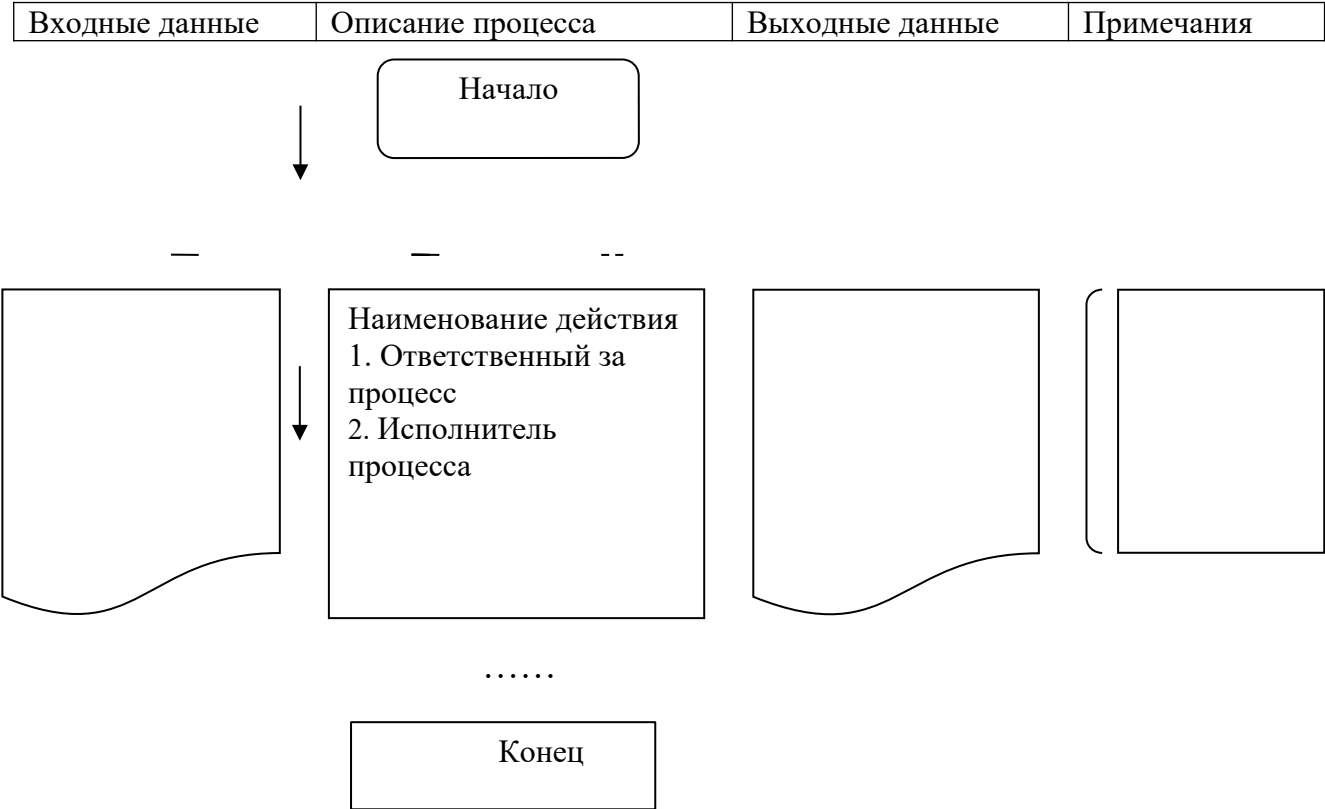 Входные данные Описание процесса Выходные данные Примечания
Начало
Наименование действия
1. Ответственный за
процесс
2. Исполнитель
процесса
......
Конец